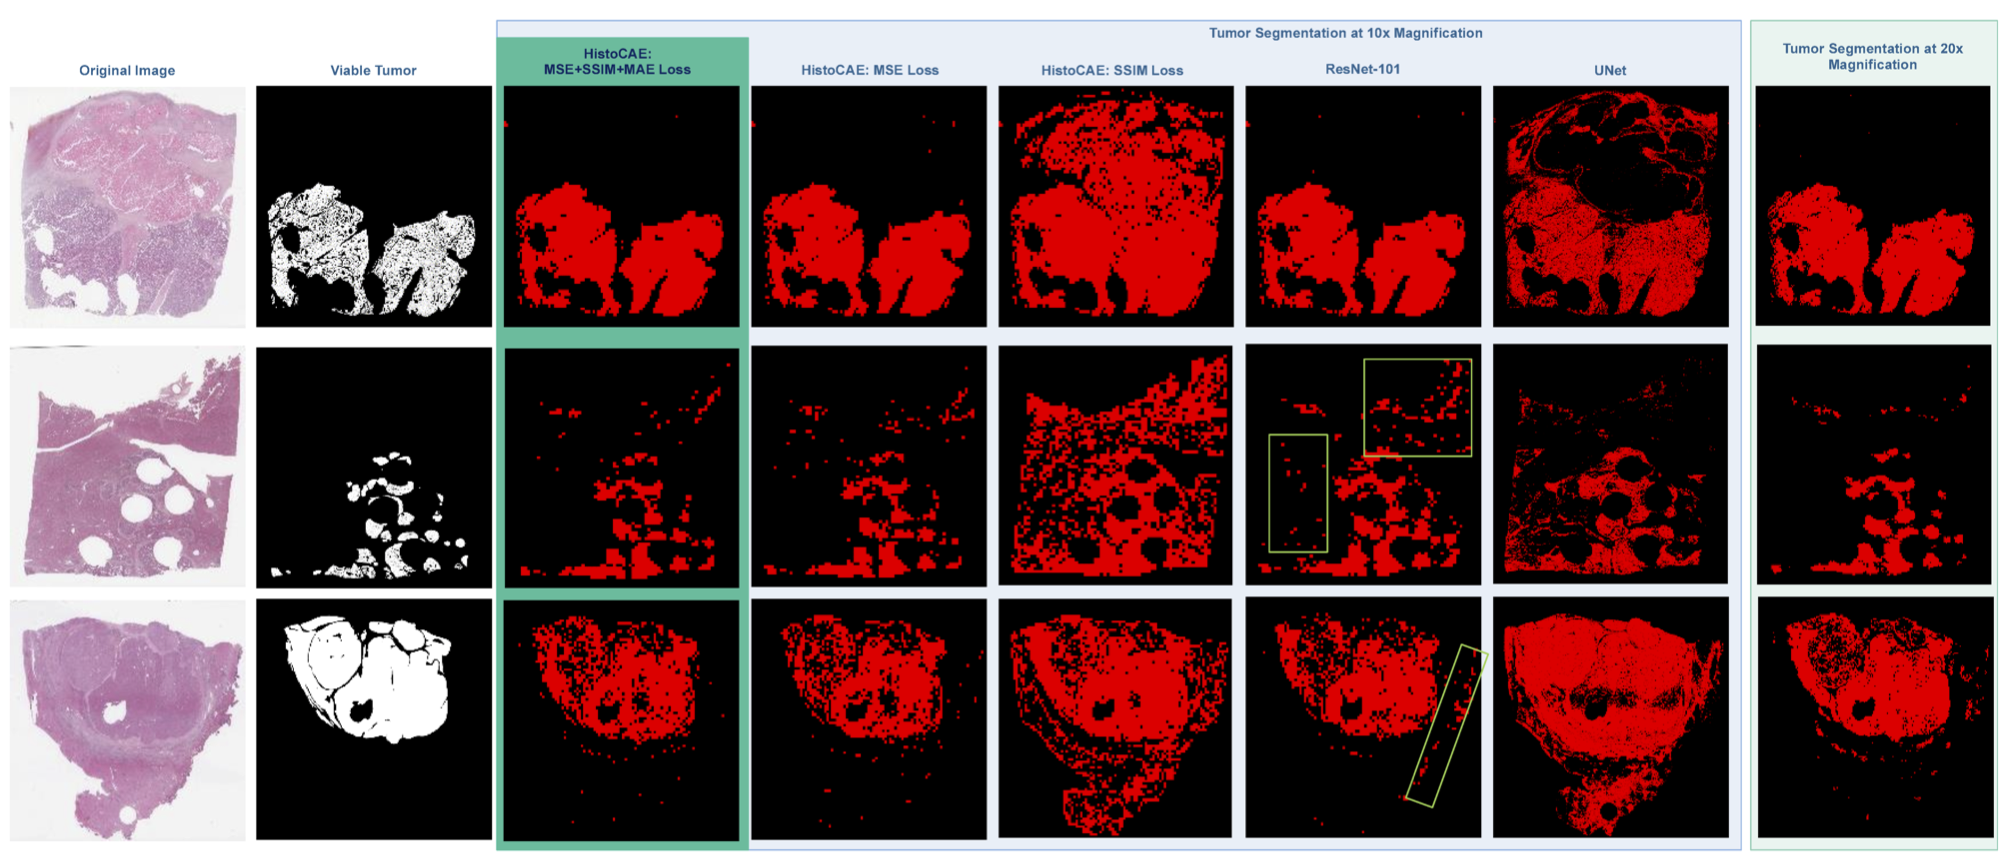 Tumor Segmentation at 10x Magnification
Original Image
Viable Tumor
HistoCAE:
MSE+SSIM+MAE Loss
HistoCAE: MSE Loss
HistoCAE: SSIM Loss
ResNet-101
UNet
Tumor Segmentation at 20x
Magnification